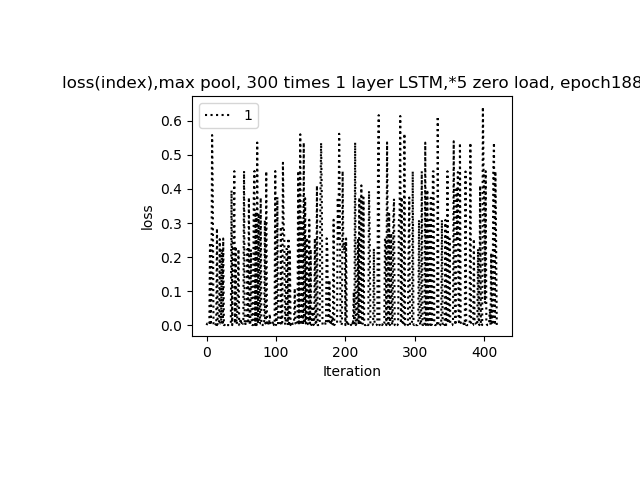 loss(index),max pool, 300 times 1 layer LSTM,*5 zero load, epoch188
1
0.6
0.5
0.4
0.3
0.2
0.1
0.0
loss
0 100 200 300 400
Iteration